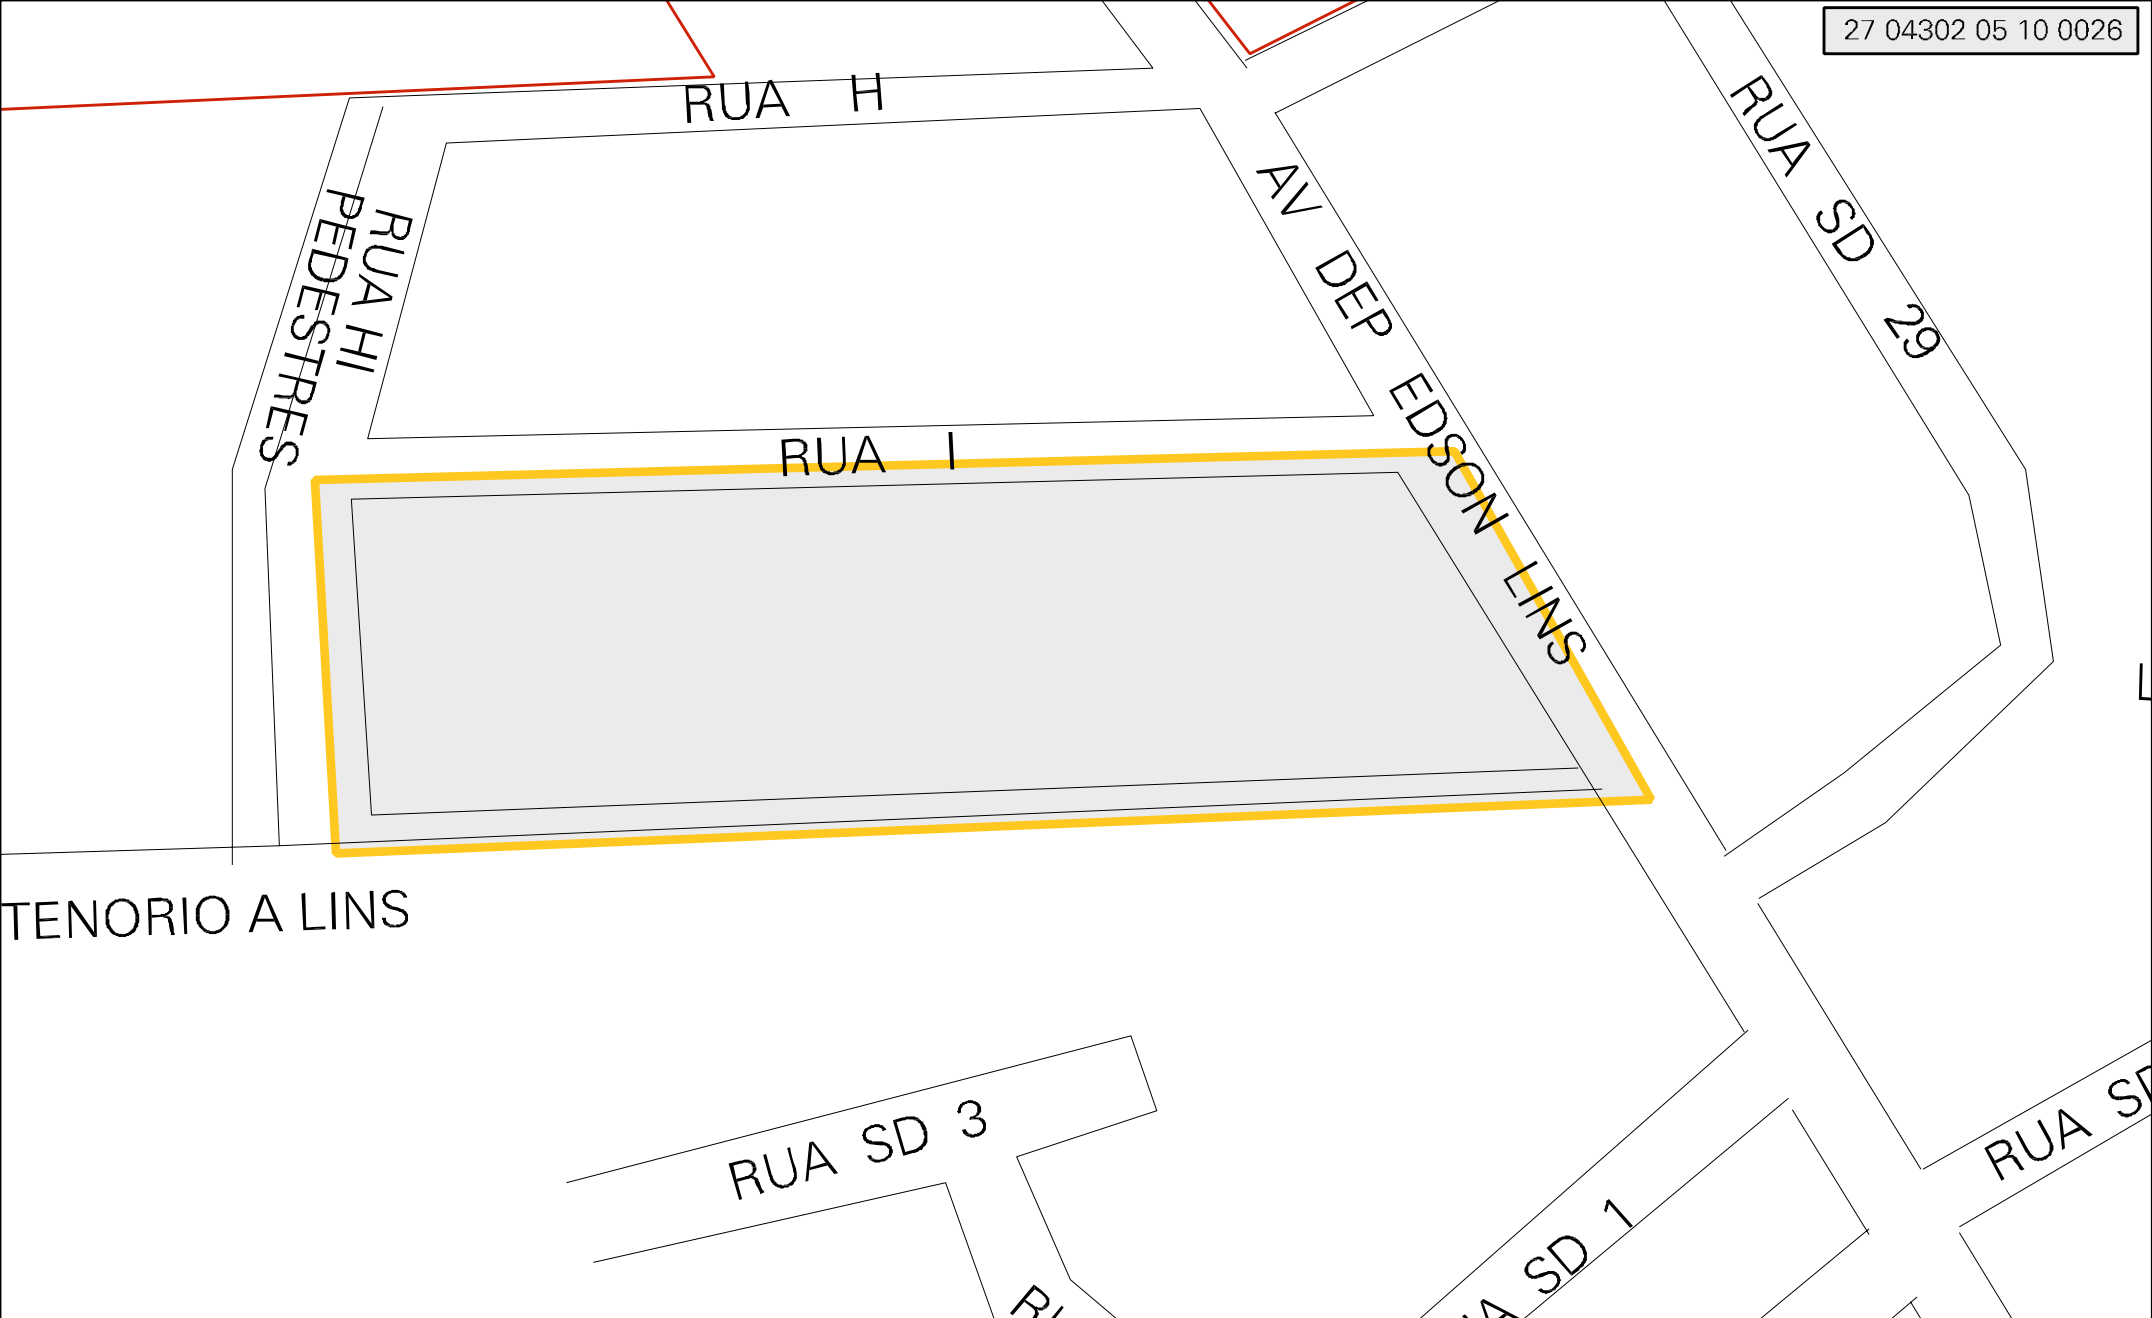 27 04302 05 10 0026
RUA H
RUA SD 29
AV DEP EDSON LINS
RUA HI
PEDESTRES
RUA I
TENORIO A LINS
RUA SD 3
RUA SD
SD 1